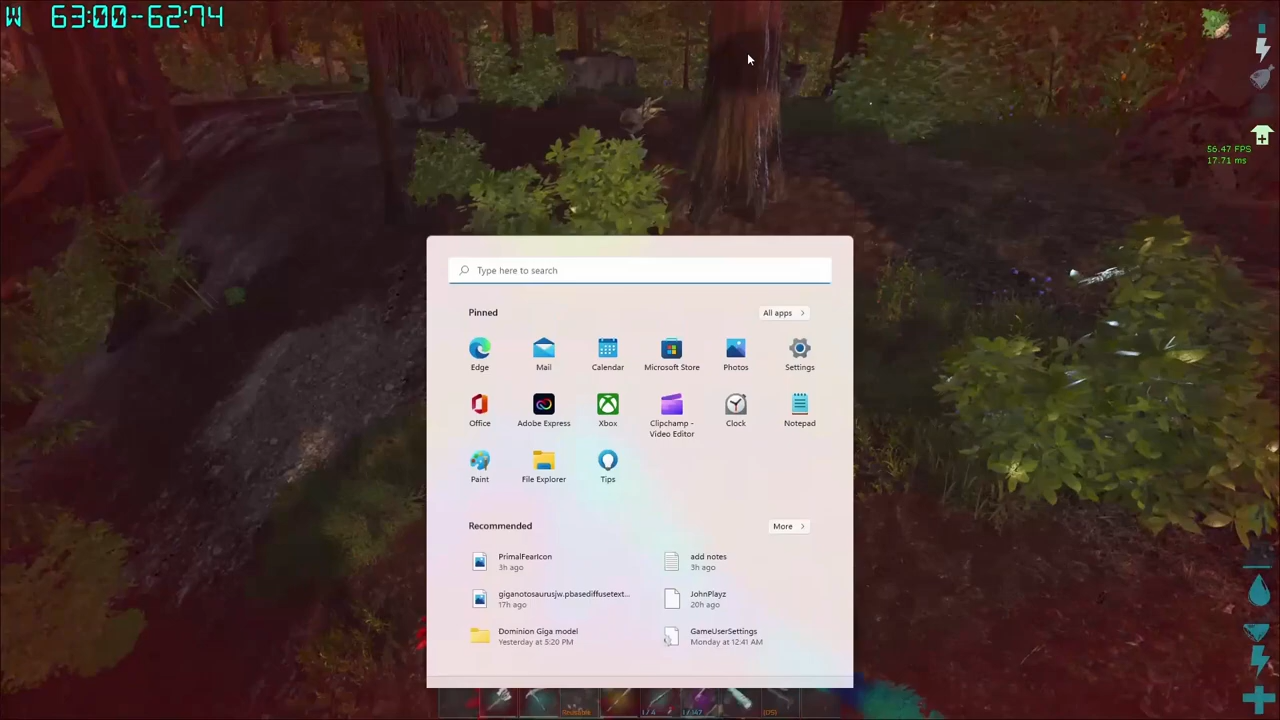 W 63:00-62:74
56.47 FPS
17.71 ms
Type here to search
Pinned
All apps
Edge
Mail
Calendar
Microsoft Store
Photos
Settings
Office
Adobe Express
Xbox
Clipchamp -
Video Editor
Clock
Notepad
Paint
File Explorer
Tips
Recommended
More
PrimalFearIcon
3h ago
add notes
3h ago
giganotosaurusjw.pbasediffusetext...
17h ago
JohnPlayz
20h ago
Dominion Giga model
Yesterday at 5:20 PM
GameUserSettings
Monday at 12:41 AM